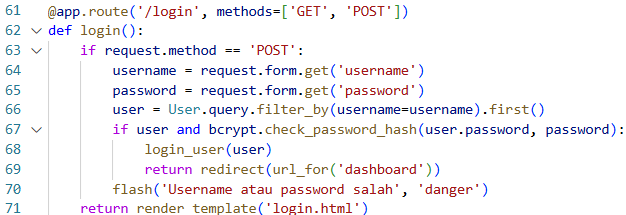 61 @app.route('/login', methods=['GET', 'POST'])
62 def login():
63     if request.method == 'POST':
64         username = request.form.get('username')
65         password = request.form.get('password')
66         user = User.query.filter_by(username=username).first()
67         if user and bcrypt.check_password_hash(user.password, password):
68             login_user(user)
69             return redirect(url_for('dashboard'))
70         flash('Username atau password salah', 'danger')
71     return render_template('login.html')